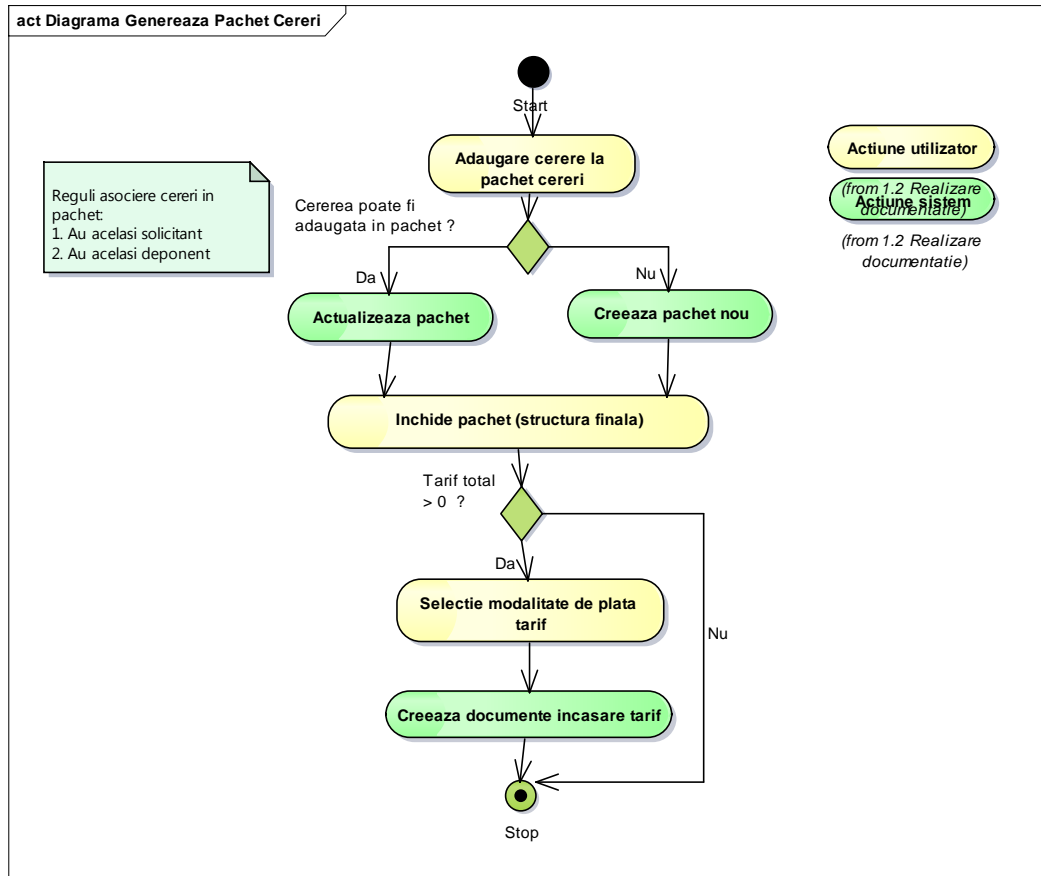 act Diagrama Genereaza Pachet Cereri
Start
Adaugare cerere la
pachet cereri
Actiune utilizator
(from 1.2 Realizare
documentatie)
Actiune sistem
(from 1.2 Realizare
documentatie)
Reguli asociere cereri in
pachet:
1. Au acelasi solicitant
2. Au acelasi deponent
Cererea poate fi
adaugata in pachet ?
Da
Nu
Actualizeaza pachet
Creeaza pachet nou
Inchide pachet (structura finala)
Tarif total
> 0 ?
Da
Selectie modalitate de plata
tarif
Nu
Creeaza documente incasare tarif
Stop